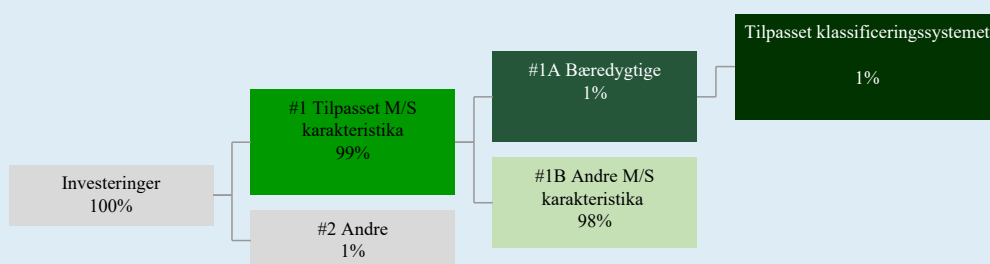 Investeringer
100%
#1 Tilpasset M/S
karakteristika
99%
#2 Andre
1%
#1A Bæredygtige
1%
#1B Andre M/S
karakteristika
98%
Tilpasset klassificeringssystemet
1%